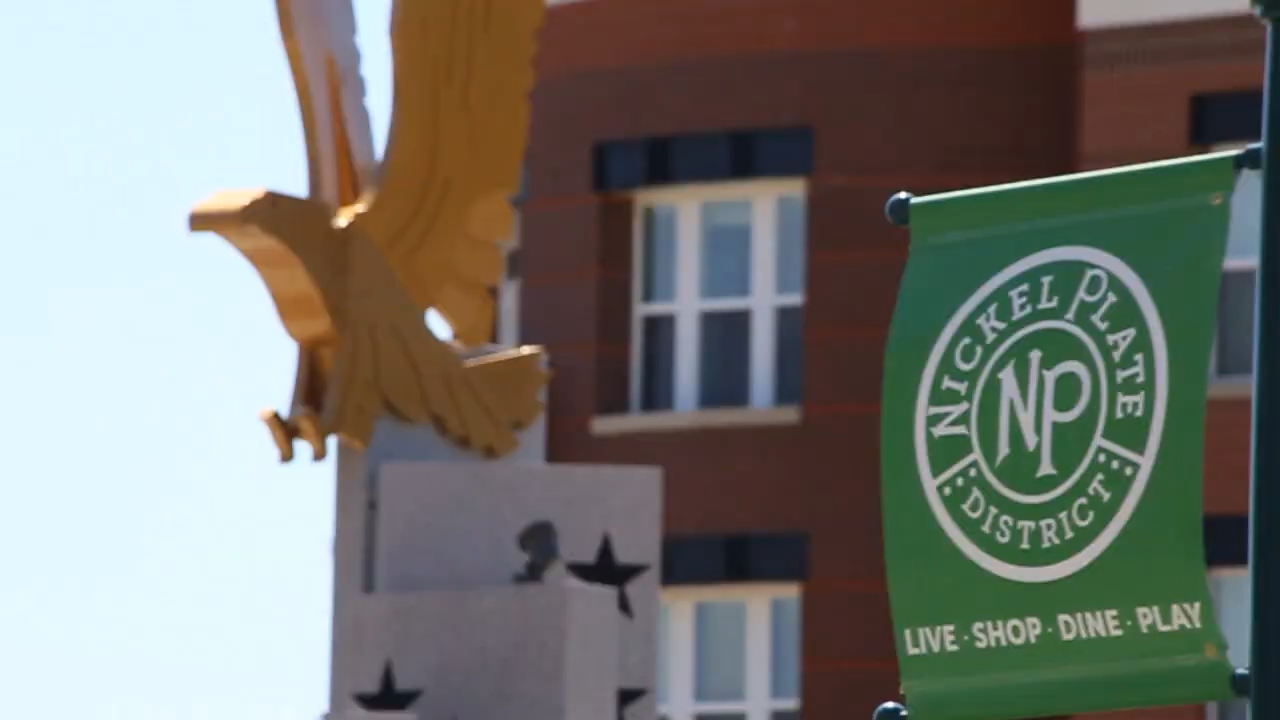 NICKEL PLATE
NP
DISTRICT
LIVE · SHOP · DINE · PLAY